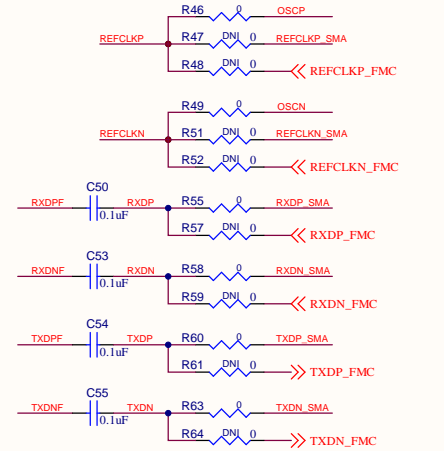 R46 0 OSCP
REFCLKP R47 DNI 0 REFCLKP_SMA
R48 DNI 0 REFCLKP_FMC
R49 0 OSCN
REFCLKN R51 DNI 0 REFCLKN_SMA
R52 DNI 0 REFCLKN_FMC
C50
RXDPF 0.1uF RXDP R55 0 RXDP_SMA
R57 DNI 0 RXDP_FMC
C53
RXDNF 0.1uF RXDN R58 0 RXDN_SMA
R59 DNI 0 RXDN_FMC
C54
TXDPF 0.1uF TXDP R60 0 TXDP_SMA
R61 DNI 0 TXDP_FMC
C55
TXDNF 0.1uF TXDN R63 0 TXDN_SMA
R64 DNI 0 TXDN_FMC